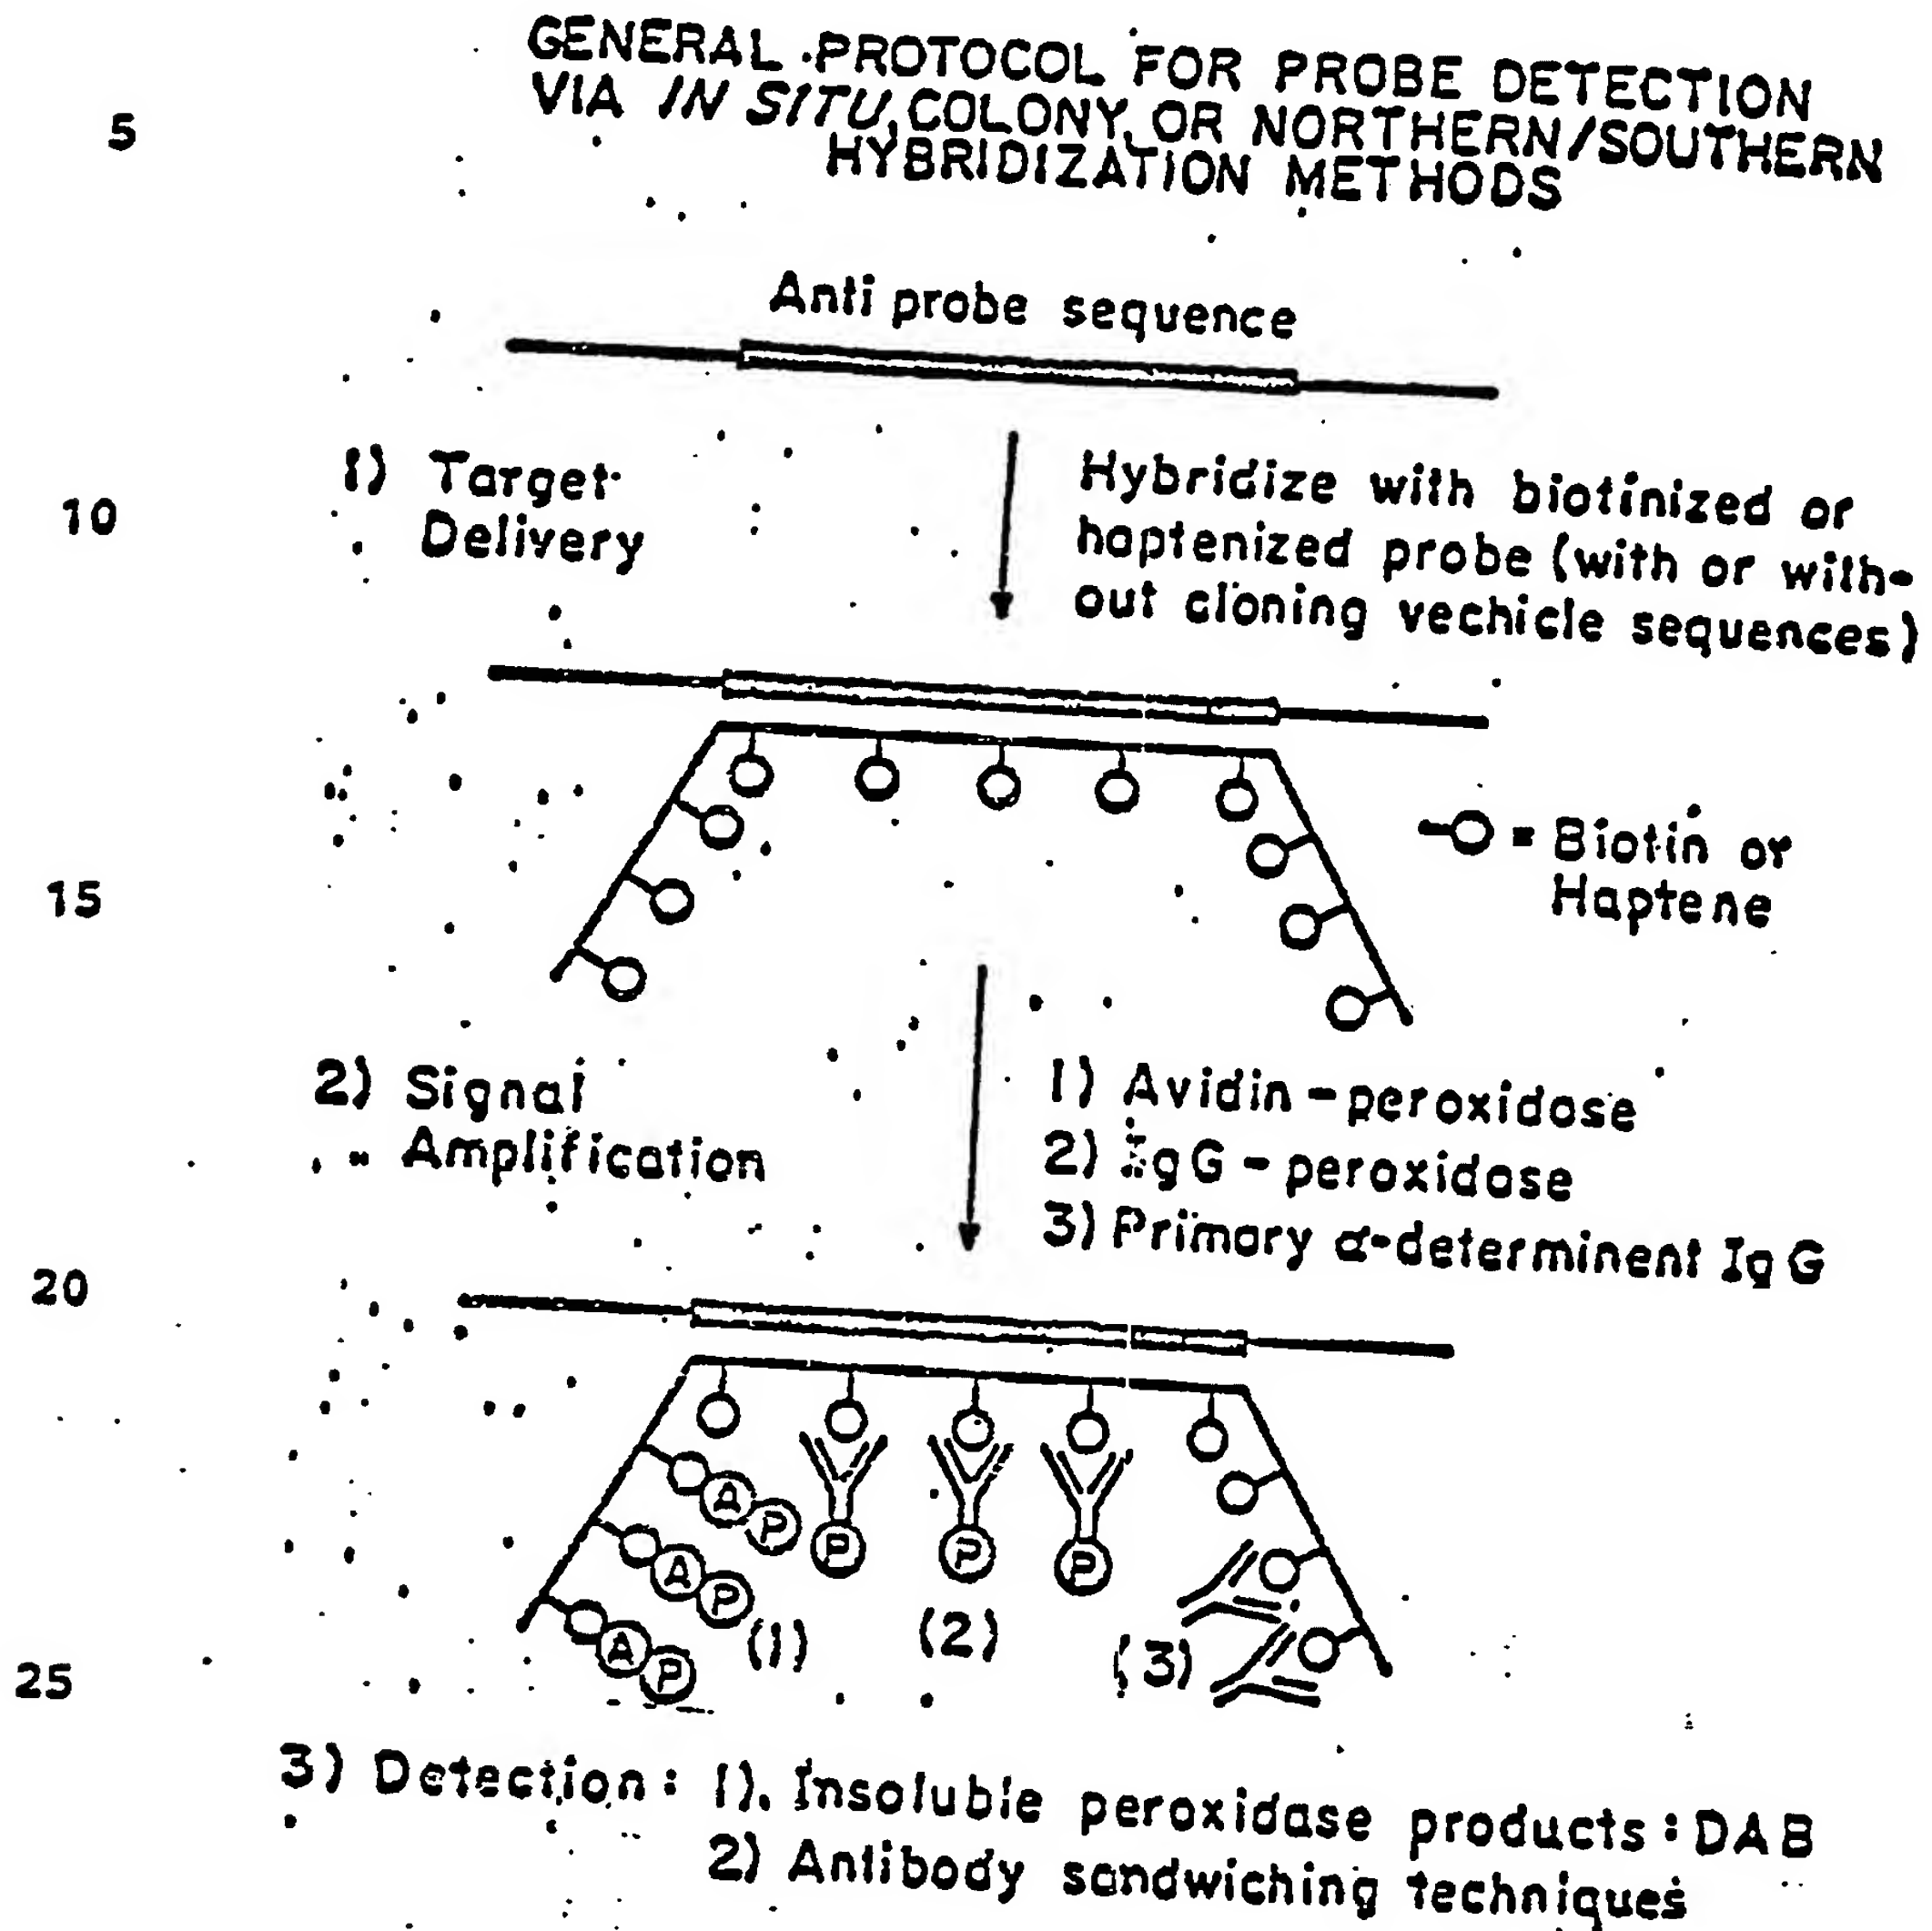 GENERAL PROTOCOL FOR PROBE DETECTION
VIA IN SITU, COLONY, OR NORTHERN/SOUTHERN
HYBRIDIZATION METHODS
5
Anti probe sequence
1) Target
Delivery
10
Hybridize with biotinized or
haptenized probe (with or with-
out cloning vechicle sequences)
= Biotin or
Haptene
15
2) Signal
Amplification
1) Avidin - peroxidase
2) IgG - peroxidase
3) Primary α-determinent IgG
20
A P
A P
A P
P
P
P
(1)
(2)
(3)
25
3) Detection: 1). Insoluble peroxidase products: DAB
2) Antibody sandwiching techniques